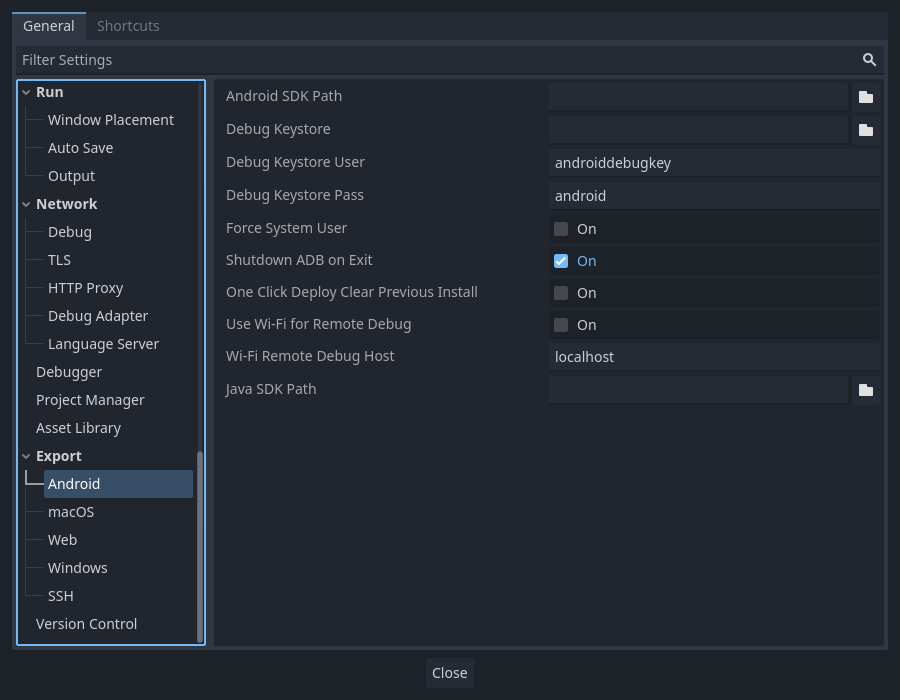 General
Shortcuts
Filter Settings
Run
Window Placement
Auto Save
Output
Network
Debug
TLS
HTTP Proxy
Debug Adapter
Language Server
Debugger
Project Manager
Asset Library
Export
Android
macOS
Web
Windows
SSH
Version Control
Android SDK Path
Debug Keystore
Debug Keystore User androiddebugkey
Debug Keystore Pass android
Force System User On
Shutdown ADB on Exit On
One Click Deploy Clear Previous Install On
Use Wi-Fi for Remote Debug On
Wi-Fi Remote Debug Host localhost
Java SDK Path
Close